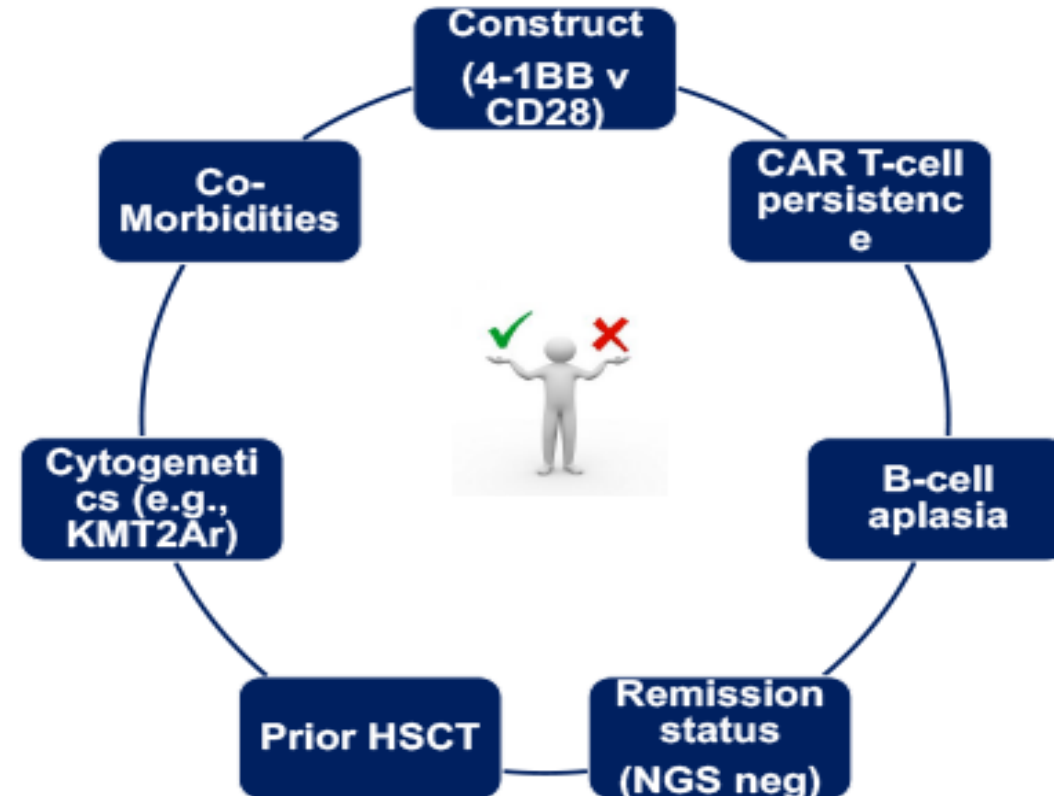 Construct
(4-1BB v
CD28)
CAR T-cell
persistenc
e
B-cell
aplasia
Remission
status
(NGS neg)
Prior HSCT
Cytogeneti
cs (e.g.,
KMT2Ar)
Co-
Morbidities